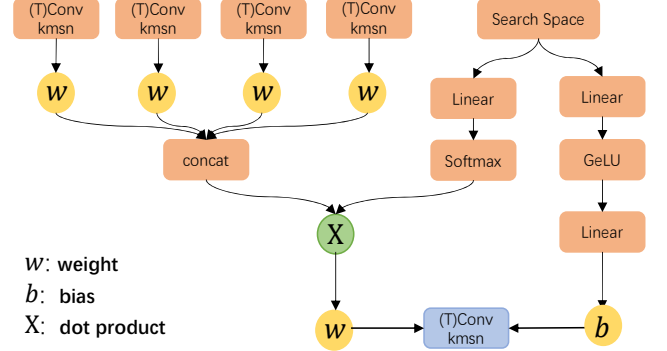 (T)Conv
kmsn
(T)Conv
kmsn
(T)Conv
kmsn
(T)Conv
kmsn
Search Space
w
w
w
w
Linear
Linear
concat
Softmax
GeLU
X
Linear
w: weight
b: bias
X: dot product
w
(T)Conv
kmsn
b